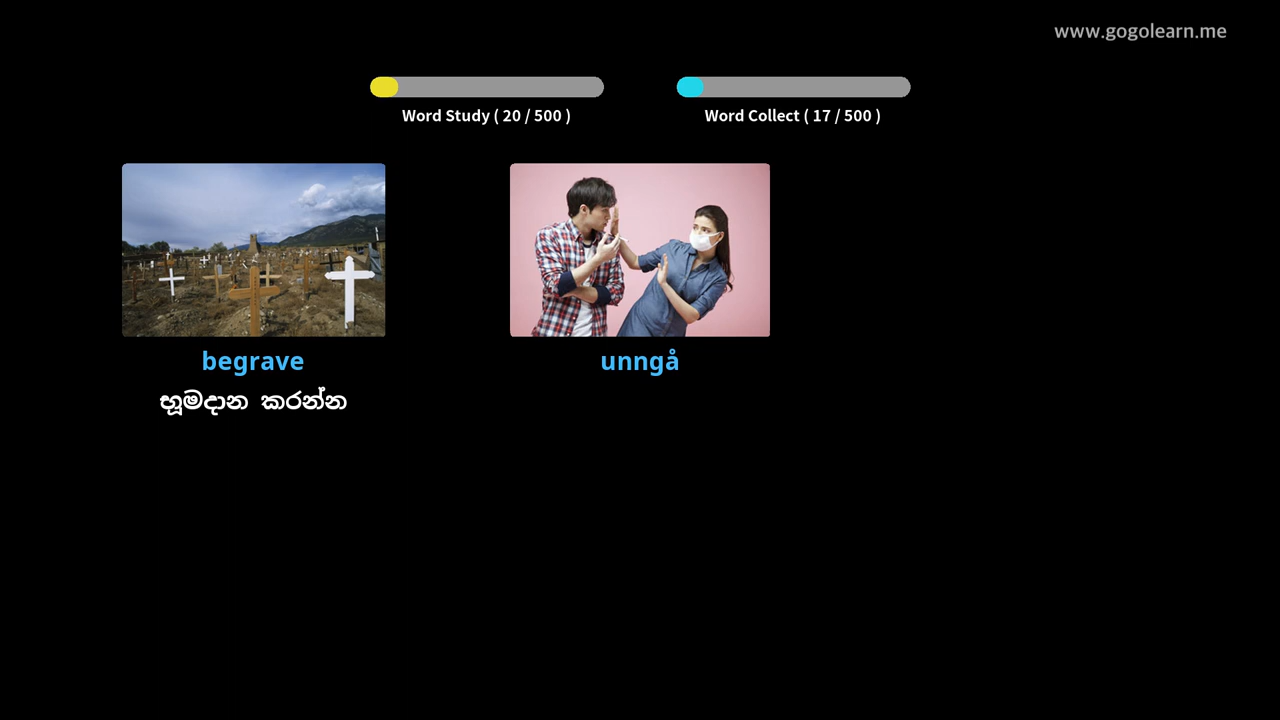 www.gogolearn.me
Word Study ( 20 / 500 )
Word Collect ( 17 / 500 )
begrave
භූමදාන කරන්න
unngå